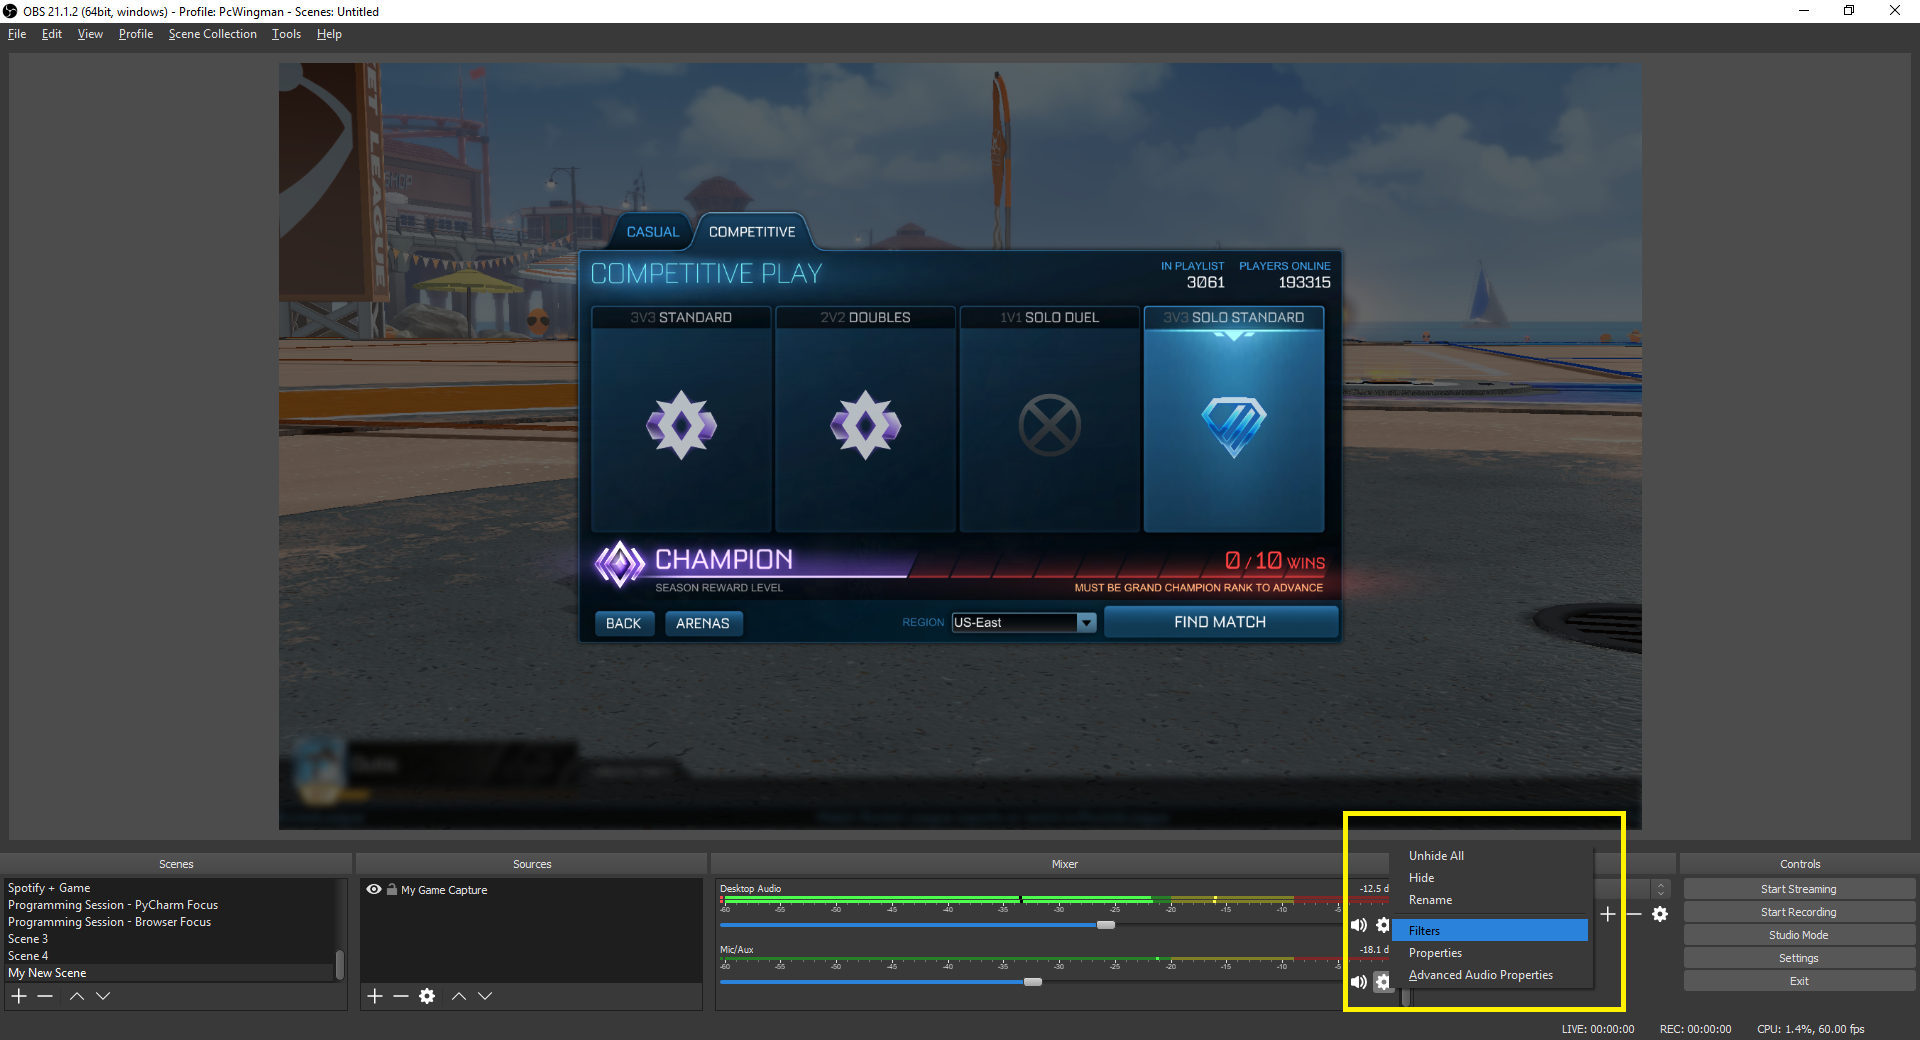 OBS 21.1.2 (64bit, windows) - Profile: PcWingman - Scenes: Untitled
File Edit View Profile Scene Collection Tools Help
ET LEAGUE
SHOP
CASUAL COMPETITIVE
COMPETITIVE PLAY
IN PLAYLIST PLAYERS ONLINE
3061 193315
3V3 STANDARD 2V2 DOUBLES 1V1 SOLO DUEL 3V3 SOLO STANDARD
CHAMPION
0/10 WINS
SEASON REWARD LEVEL
MUST BE GRAND CHAMPION RANK TO ADVANCE
BACK ARENAS REGION US-East FIND MATCH
Scenes
Spotify + Game
Programming Session - PyCharm Focus
Programming Session - Browser Focus
Scene 3
Scene 4
My New Scene
Sources
My Game Capture
Mixer
Desktop Audio -12.5 d
-60 -55 -50 -45 -40 -35 -30 -25 -20 -15 -10 -5
Mic/Aux -18.1 d
-60 -55 -50 -45 -40 -35 -30 -25 -20 -15 -10 -5
Unhide All
Hide
Rename
Filters
Properties
Advanced Audio Properties
Controls
Start Streaming
Start Recording
Studio Mode
Settings
Exit
LIVE: 00:00:00 REC: 00:00:00 CPU: 1.4%, 60.00 fps